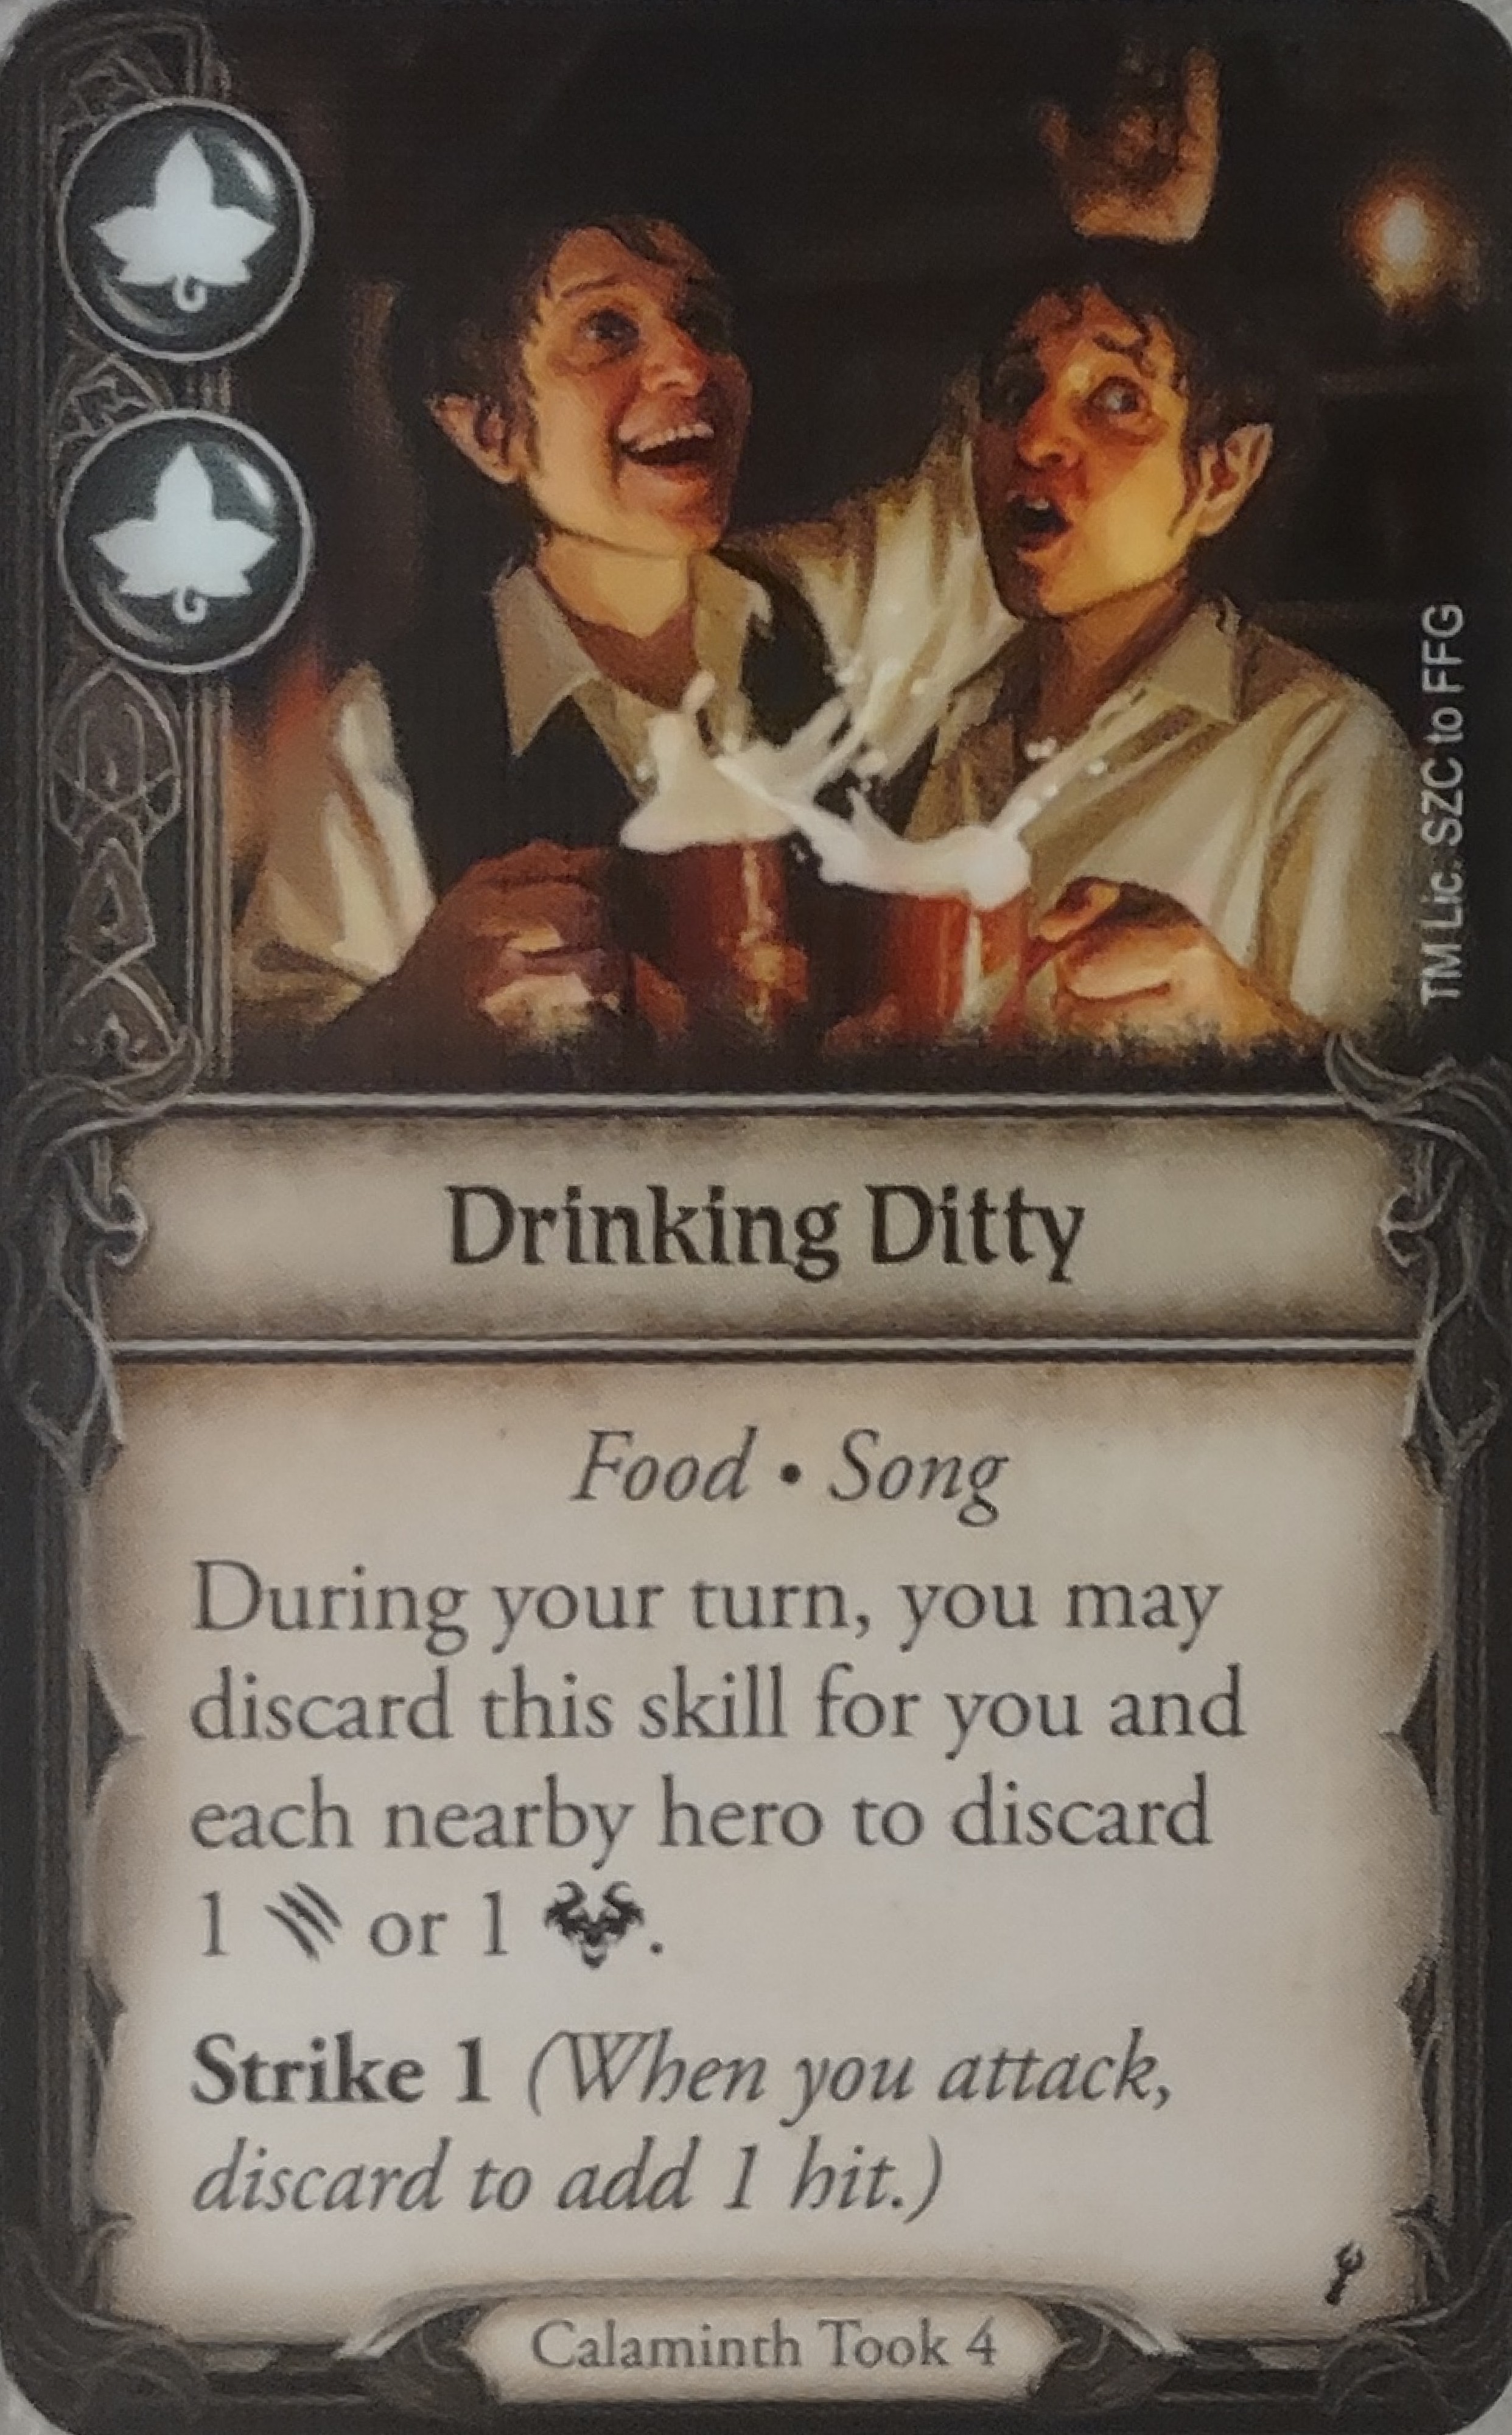 TM Lic. SZC to FFG
Drinking Ditty
Food • Song
During your turn, you may
discard this skill for you and
each nearby hero to discard
1 or 1 .
Strike 1 (When you attack,
discard to add 1 hit.)
Calaminth Took 4